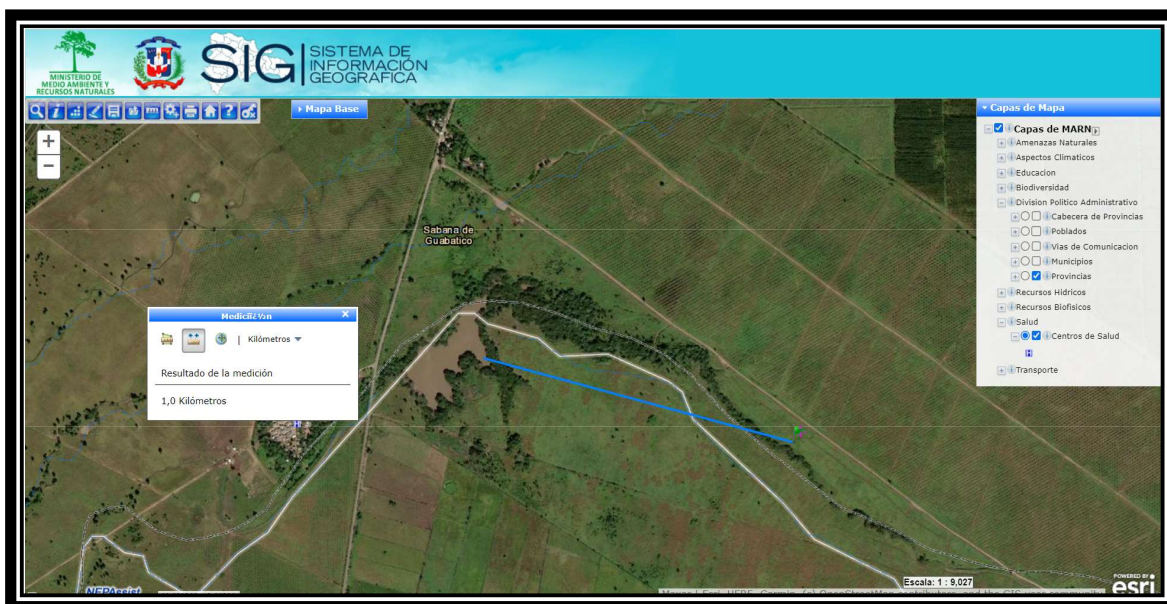 MINISTERIO DE
MEDIO AMBIENTE Y
RECURSOS NATURALES
SIG
SISTEMA DE
INFORMACIÓN
GEOGRAFICA
Mapa Base
+
−
Capas de Mapa
Capas de MARN
Amenazas Naturales
Aspectos Climaticos
Educacion
Biodiversidad
Division Politico Administrativo
Cabecera de Provincias
Poblados
Vias de Comunicacion
Municipios
Provincias
Recursos Hidricos
Recursos Biofisicos
Salud
Centros de Salud
H
Transporte
Sabana de
Guabatico
Mediciï¿½n
X
Kilómetros
Resultado de la medición
1,0 Kilómetros
H
NEPAssist
Escala: 1 : 9,027
POWERED BY
esri